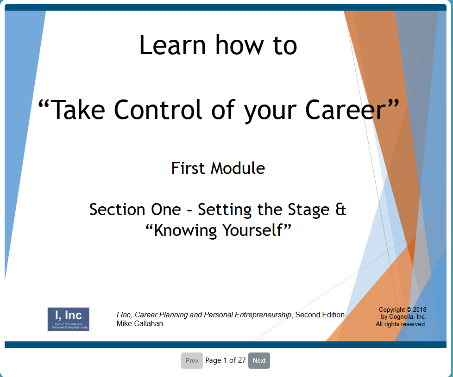 Learn how to
“Take Control of your Career”
First Module
Section One – Setting the Stage &
“Knowing Yourself”
I, Inc
I Inc, Career Planning and Personal Entrepreneurship, Second Edition
Mike Callahan
Copyright © 2018
by Cognella, Inc.
All rights reserved.
Prev Page 1 of 27 Next